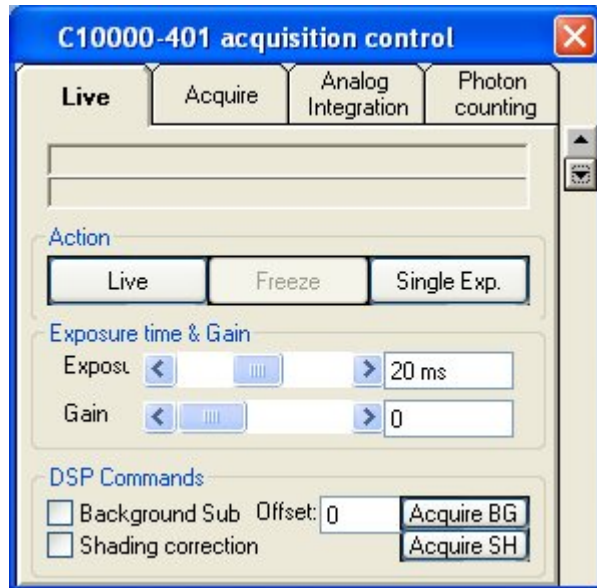 C10000-401 acquisition control
Live
Acquire
Analog
Integration
Photon
counting
Action
Live
Freeze
Single Exp.
Exposure time & Gain
Exposu
20 ms
Gain
0
DSP Commands
Background Sub
Offset:
0
Acquire BG
Shading correction
Acquire SH